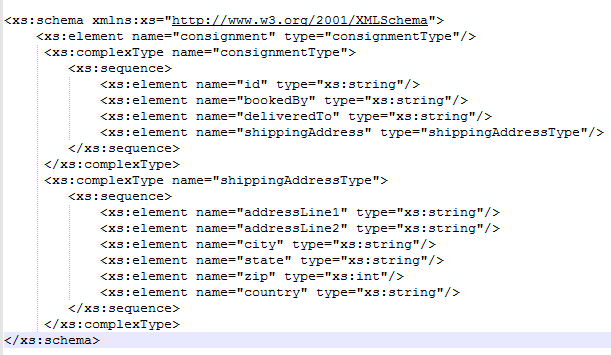 <xs:schema xmlns:xs="http://www.w3.org/2001/XMLSchema">
<xs:element name="consignment" type="consignmentType"/>
<xs:complexType name="consignmentType">
<xs:sequence>
<xs:element name="id" type="xs:string"/>
<xs:element name="bookedBy" type="xs:string"/>
<xs:element name="deliveredTo" type="xs:string"/>
<xs:element name="shippingAddress" type="shippingAddressType"/>
</xs:sequence>
</xs:complexType>
<xs:complexType name="shippingAddressType">
<xs:sequence>
<xs:element name="addressLine1" type="xs:string"/>
<xs:element name="addressLine2" type="xs:string"/>
<xs:element name="city" type="xs:string"/>
<xs:element name="state" type="xs:string"/>
<xs:element name="zip" type="xs:int"/>
<xs:element name="country" type="xs:string"/>
</xs:sequence>
</xs:complexType>
</xs:schema>